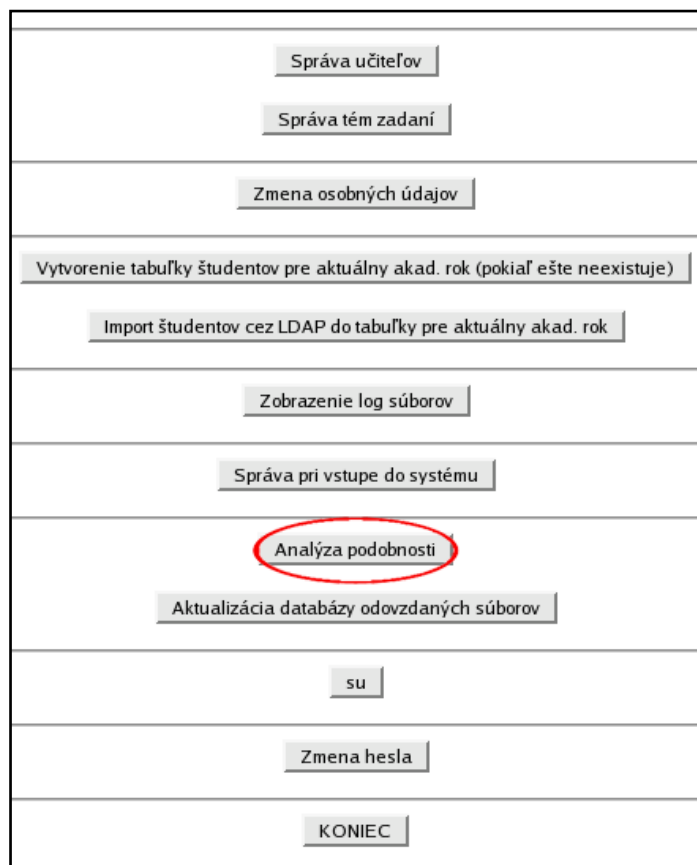 Správa učiteľov
Správa tém zadaní
Zmena osobných údajov
Vytvorenie tabuľky študentov pre aktuálny akad. rok (pokiaľ ešte neexistuje)
Import študentov cez LDAP do tabuľky pre aktuálny akad. rok
Zobrazenie log súborov
Správa pri vstupe do systému
Analýza podobnosti
Aktualizácia databázy odovzdaných súborov
su
Zmena hesla
KONIEC